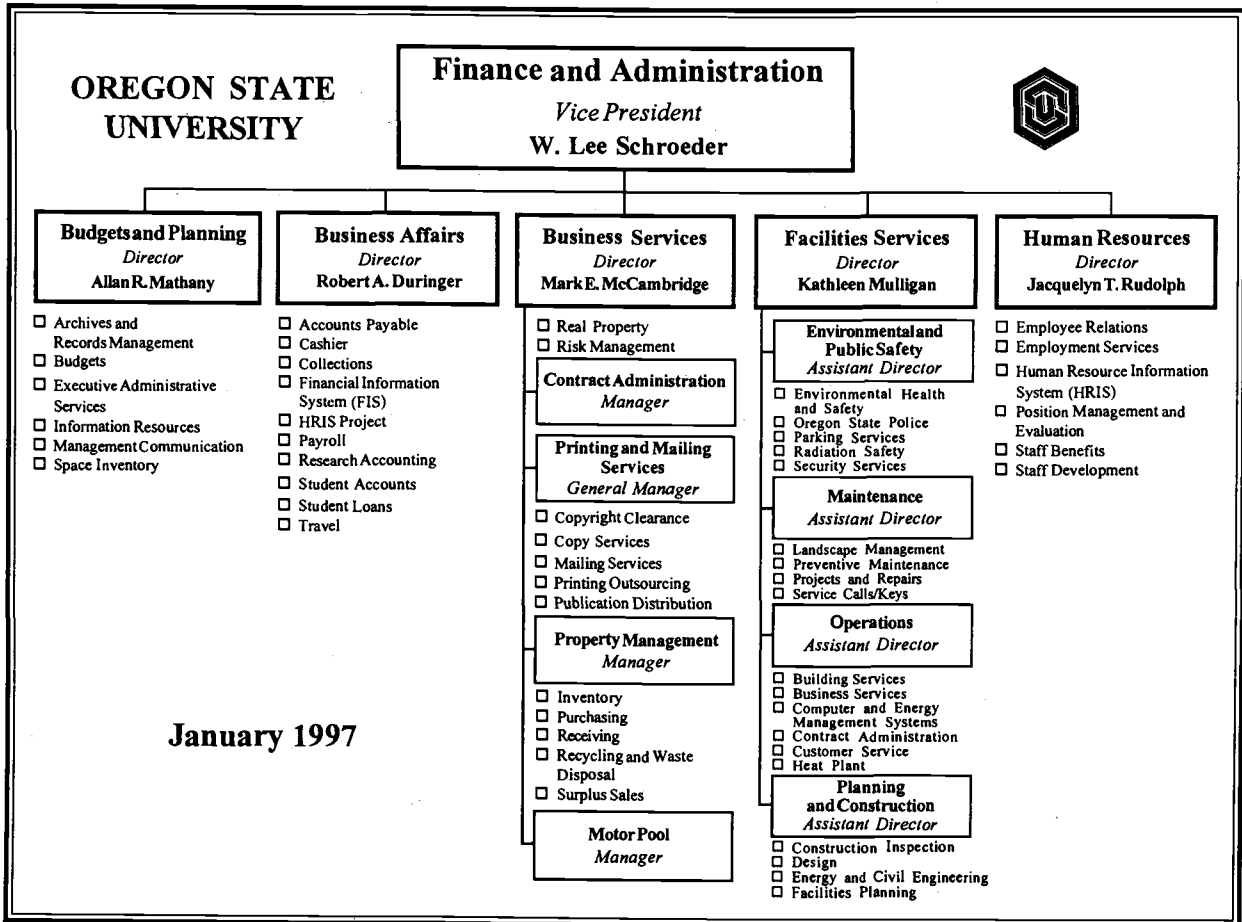 OREGON STATE
UNIVERSITY
Finance and Administration
Vice President
W. Lee Schroeder
OSU
Budgets and Planning
Director
Allan R. Mathany
☐ Archives and
Records Management
☐ Budgets
☐ Executive Administrative
Services
☐ Information Resources
☐ Management Communication
☐ Space Inventory
Business Affairs
Director
Robert A. Duringer
☐ Accounts Payable
☐ Cashier
☐ Collections
☐ Financial Information
System (FIS)
☐ HRIS Project
☐ Payroll
☐ Research Accounting
☐ Student Accounts
☐ Student Loans
☐ Travel
Business Services
Director
Mark E. McCambridge
☐ Real Property
☐ Risk Management
Contract Administration
Manager
Printing and Mailing
Services
General Manager
☐ Copyright Clearance
☐ Copy Services
☐ Mailing Services
☐ Printing Outsourcing
☐ Publication Distribution
Property Management
Manager
☐ Inventory
☐ Purchasing
☐ Receiving
☐ Recycling and Waste
Disposal
☐ Surplus Sales
Motor Pool
Manager
Facilities Services
Director
Kathleen Mulligan
Environmental and
Public Safety
Assistant Director
☐ Environmental Health
and Safety
☐ Oregon State Police
☐ Parking Services
☐ Radiation Safety
☐ Security Services
Maintenance
Assistant Director
☐ Landscape Management
☐ Preventive Maintenance
☐ Projects and Repairs
☐ Service Calls/Keys
Operations
Assistant Director
☐ Building Services
☐ Business Services
☐ Computer and Energy
Management Systems
☐ Contract Administration
☐ Customer Service
☐ Heat Plant
Planning
and Construction
Assistant Director
☐ Construction Inspection
☐ Design
☐ Energy and Civil Engineering
☐ Facilities Planning
Human Resources
Director
Jacquelyn T. Rudolph
☐ Employee Relations
☐ Employment Services
☐ Human Resource Information
System (HRIS)
☐ Position Management and
Evaluation
☐ Staff Benefits
☐ Staff Development
January 1997